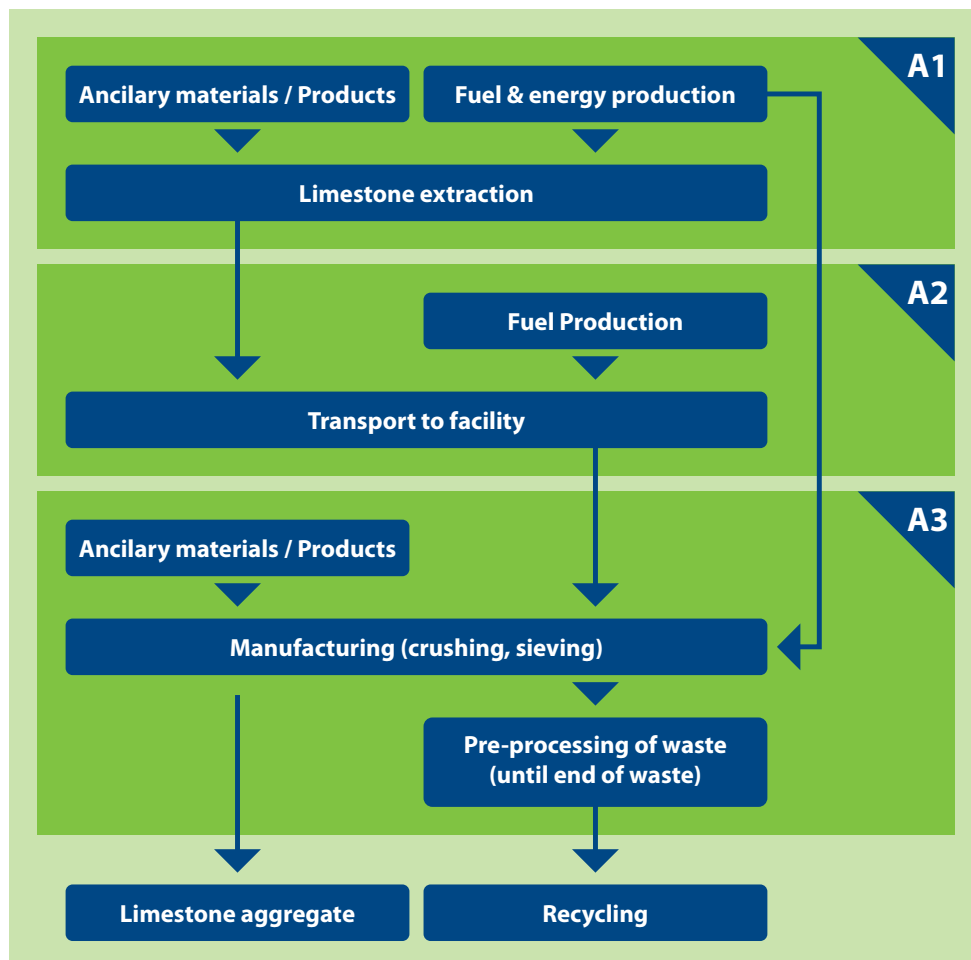 A1
Ancilary materials / Products
Fuel & energy production
Limestone extraction
A2
Fuel Production
Transport to facility
A3
Ancilary materials / Products
Manufacturing (crushing, sieving)
Pre-processing of waste
(until end of waste)
Limestone aggregate
Recycling